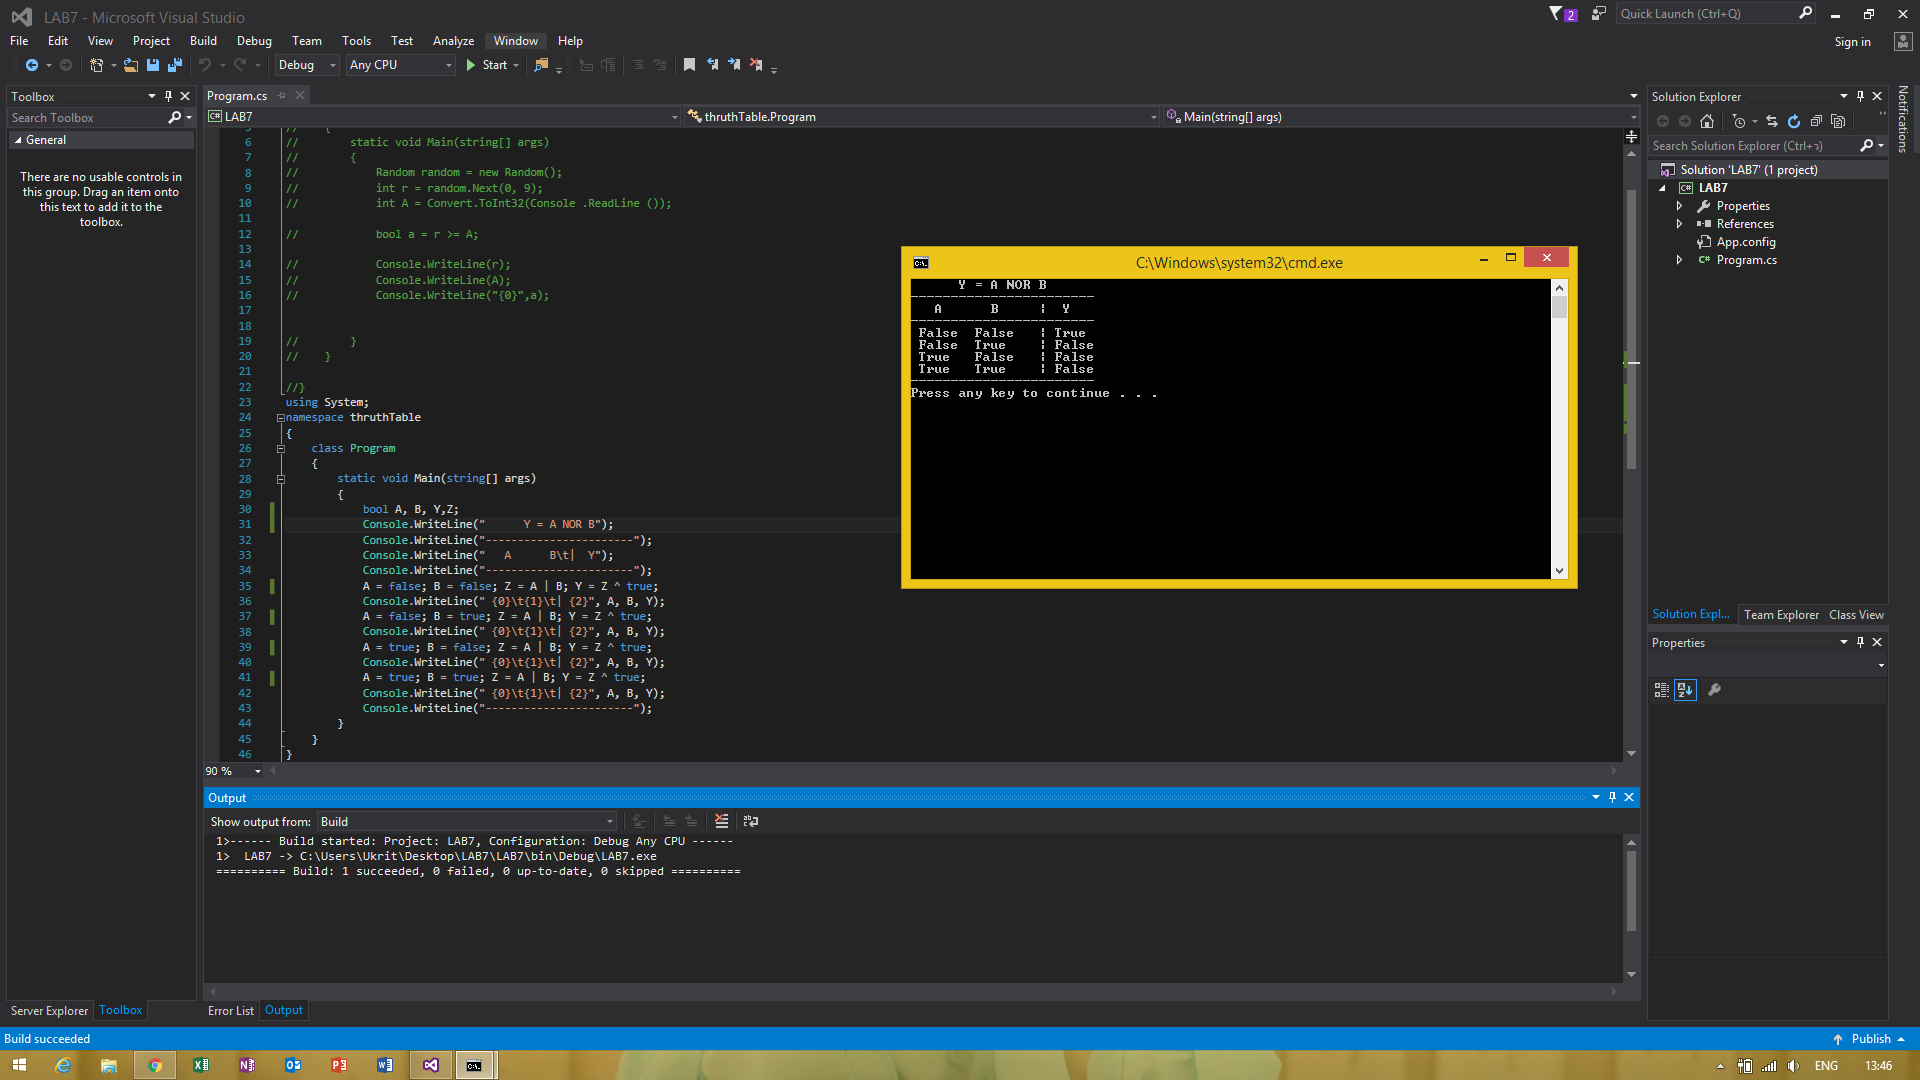 LAB7 - Microsoft Visual Studio
2
Quick Launch (Ctrl+Q)
File Edit View Project Build Debug Team Tools Test Analyze Window Help
Sign in
Debug Any CPU Start
Toolbox
Search Toolbox
General
There are no usable controls in
this group. Drag an item onto
this text to add it to the
toolbox.
Program.cs
C# LAB7 thruthTable.Program Main(string[] args)
5 // {
6 // static void Main(string[] args)
7 // {
8 // Random random = new Random();
9 // int r = random.Next(0, 9);
10 // int A = Convert.ToInt32(Console .ReadLine ());
11
12 // bool a = r >= A;
13
14 // Console.WriteLine(r);
15 // Console.WriteLine(A);
16 // Console.WriteLine("{0}",a);
17
18
19 // }
20 // }
21
22 //}
23 using System;
24 namespace thruthTable
25 {
26 class Program
27 {
28 static void Main(string[] args)
29 {
30 bool A, B, Y,Z;
31 Console.WriteLine("      Y = A NOR B");
32 Console.WriteLine("-----------------------");
33 Console.WriteLine("   A      B\t|  Y");
34 Console.WriteLine("-----------------------");
35 A = false; B = false; Z = A | B; Y = Z ^ true;
36 Console.WriteLine(" {0}\t{1}\t| {2}", A, B, Y);
37 A = false; B = true; Z = A | B; Y = Z ^ true;
38 Console.WriteLine(" {0}\t{1}\t| {2}", A, B, Y);
39 A = true; B = false; Z = A | B; Y = Z ^ true;
40 Console.WriteLine(" {0}\t{1}\t| {2}", A, B, Y);
41 A = true; B = true; Z = A | B; Y = Z ^ true;
42 Console.WriteLine(" {0}\t{1}\t| {2}", A, B, Y);
43 Console.WriteLine("-----------------------");
44 }
45 }
46 }
90 %
C:\Windows\system32\cmd.exe
Y = A NOR B
-----------------------
A B ¦ Y
-----------------------
False False ¦ True
False True ¦ False
True False ¦ False
True True ¦ False
-----------------------
Press any key to continue . . .
Output
Show output from: Build
1>------ Build started: Project: LAB7, Configuration: Debug Any CPU ------
1>  LAB7 -> C:\Users\Ukrit\Desktop\LAB7\LAB7\bin\Debug\LAB7.exe
========== Build: 1 succeeded, 0 failed, 0 up-to-date, 0 skipped ==========
Server Explorer Toolbox
Error List Output
Solution Explorer
Search Solution Explorer (Ctrl+ว)
Solution 'LAB7' (1 project)
C# LAB7
Properties
References
App.config
C# Program.cs
Solution Expl... Team Explorer Class View
Properties
Notifications
Build succeeded
Publish
ENG 13:46